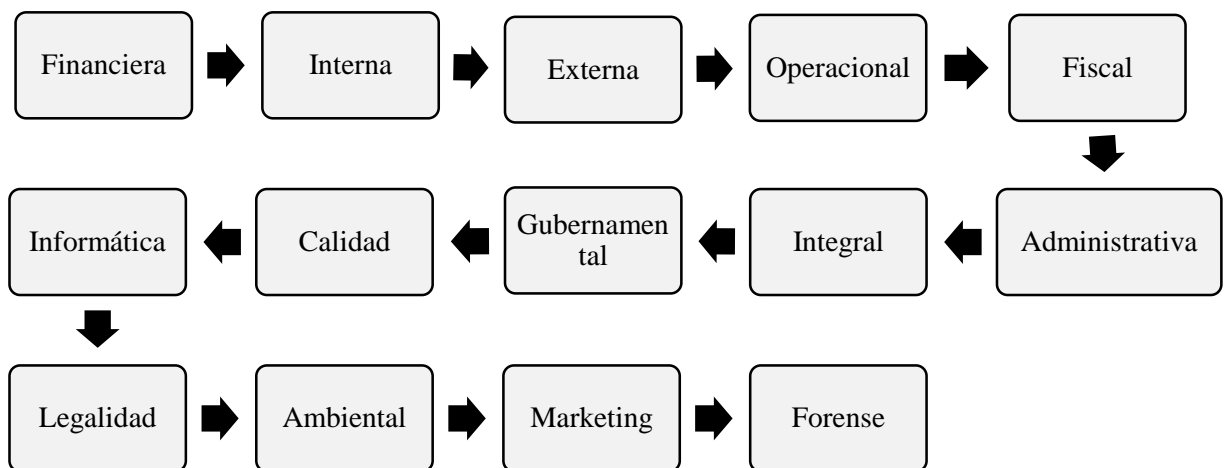 Financiera
Interna
Externa
Operacional
Fiscal
Administrativa
Integral
Gubernamen
tal
Calidad
Informática
Legalidad
Ambiental
Marketing
Forense